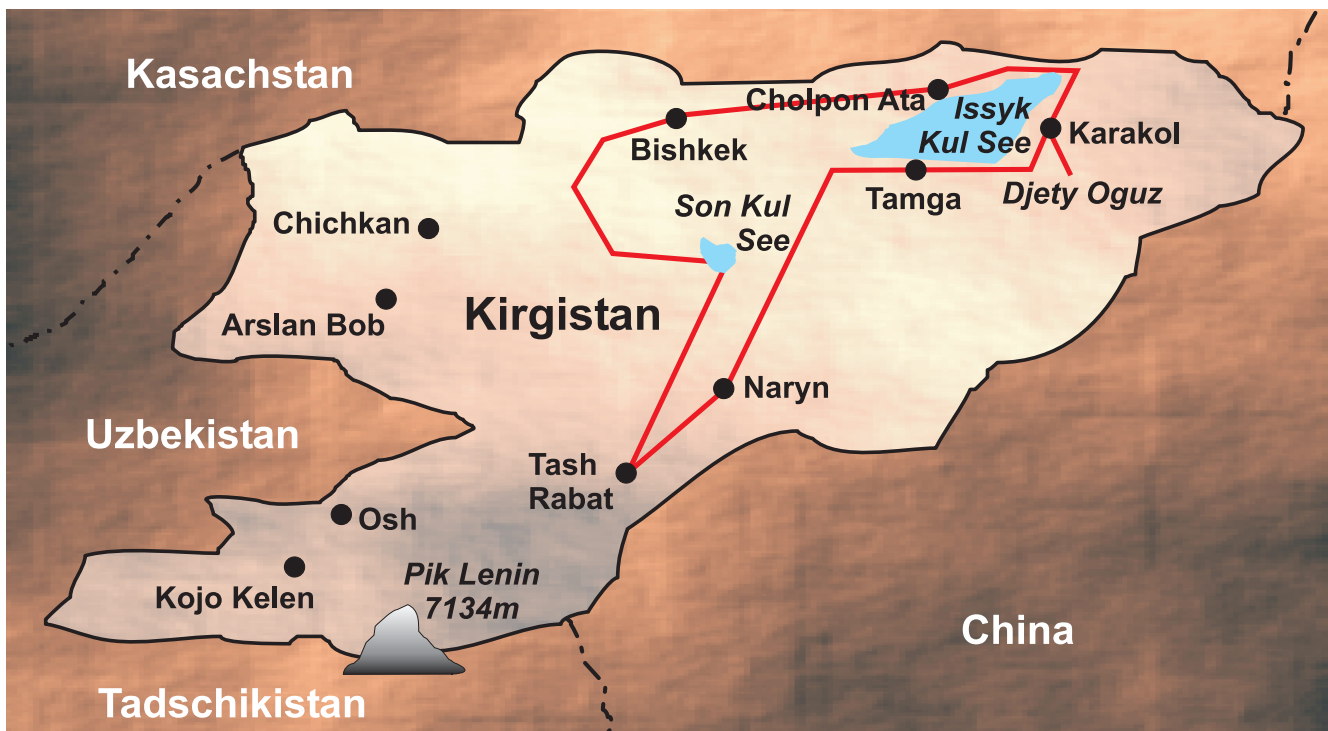 Kasachstan
Cholpon Ata
Issyk
Kul See
Karakol
Bishkek
Tamga
Djety Oguz
Son Kul
See
Chichkan
Arslan Bob
Kirgistan
Naryn
Uzbekistan
Tash
Rabat
Osh
Kojo Kelen
Pik Lenin
7134m
China
Tadschikistan